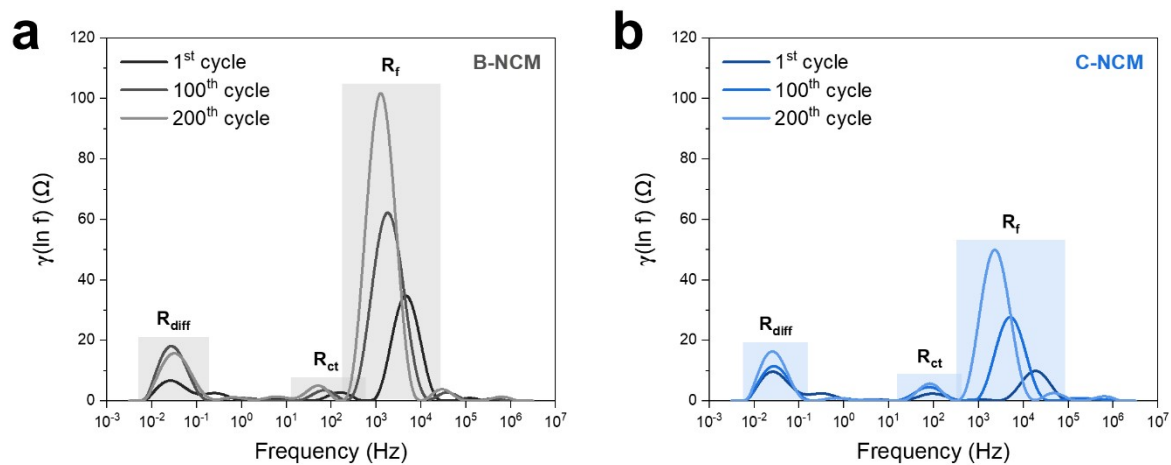 a
B-NCM
1st cycle
100th cycle
200th cycle
Rf
Rdiff
Rct
120
100
80
60
40
20
0
γ(ln f) (Ω)
10-3 10-2 10-1 100 101 102 103 104 105 106 107
Frequency (Hz)
b
C-NCM
1st cycle
100th cycle
200th cycle
Rf
Rdiff
Rct
120
100
80
60
40
20
0
γ(ln f) (Ω)
10-3 10-2 10-1 100 101 102 103 104 105 106 107
Frequency (Hz)